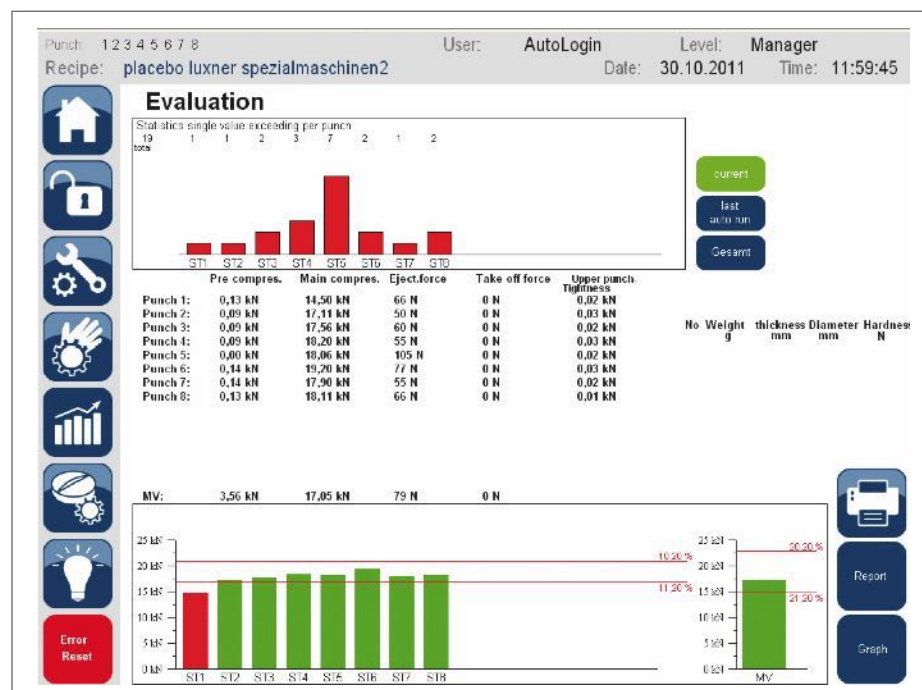 Punch: 1 2 3 4 5 6 7 8 User: AutoLogin Level: Manager
Recipe: placebo luxner spezialmaschinen2 Date: 30.10.2011 Time: 11:59:45
Evaluation
Statistics single value exceeding per punch
19 1 1 2 3 7 2 1 2
total
ST1 ST2 ST3 ST4 ST5 ST6 ST7 ST8
current
last
auto run
Gesamt
Pre compres. Main compres. Eject.force Take off force Upper punch
Tightness
Punch 1: 0,13 kN 14,50 kN 66 N 0 N 0,02 kN
Punch 2: 0,09 kN 17,11 kN 50 N 0 N 0,03 kN
Punch 3: 0,09 kN 17,56 kN 60 N 0 N 0,02 kN
Punch 4: 0,09 kN 18,20 kN 55 N 0 N 0,03 kN
Punch 5: 0,00 kN 18,06 kN 105 N 0 N 0,02 kN
Punch 6: 0,14 kN 19,20 kN 77 N 0 N 0,03 kN
Punch 7: 0,14 kN 17,90 kN 55 N 0 N 0,02 kN
Punch 8: 0,13 kN 18,11 kN 66 N 0 N 0,01 kN
No Weight thickness Diameter Hardness
g mm mm N
MV: 3,56 kN 17,05 kN 79 N 0 N
25 kN
20 kN
15 kN
10 kN
5 kN
0 kN
10,20 %
11,20 %
ST1 ST2 ST3 ST4 ST5 ST6 ST7 ST8
25 kN
20 kN
15 kN
10 kN
5 kN
0 kN
20,20 %
21,20 %
MV
Report
Graph
Error
Reset